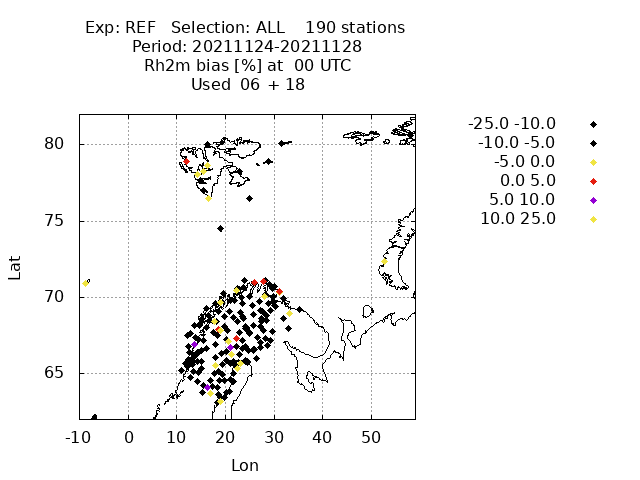 Exp: REF Selection: ALL 190 stations
Period: 20211124-20211128
Rh2m bias [%] at 00 UTC
Used 06 + 18
-25.0 -10.0
-10.0 -5.0
-5.0 0.0
0.0 5.0
5.0 10.0
10.0 25.0
80
75
70
65
Lat
-10 0 10 20 30 40 50
Lon